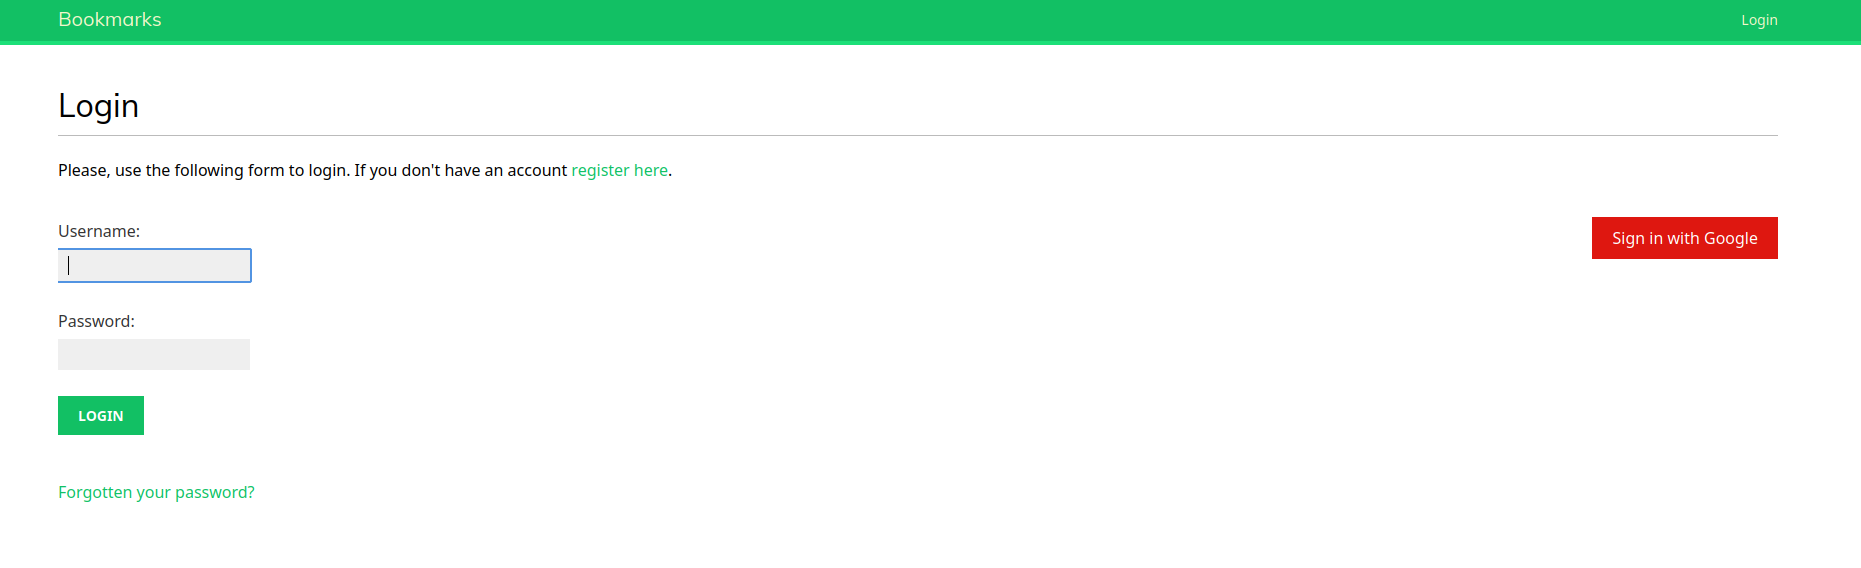 Bookmarks
Login
Login
Please, use the following form to login. If you don't have an account register here.
Username:
Sign in with Google
Password:
LOGIN
Forgotten your password?